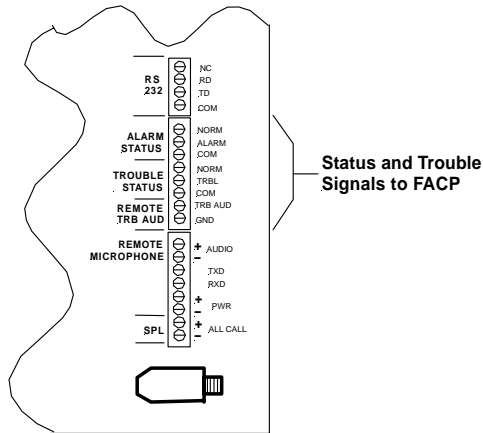 RS
232
NC
RD
TD
COM
ALARM
STATUS
NORM
ALARM
COM
TROUBLE
STATUS
NORM
TRBL
COM
REMOTE
TRB AUD
TRB AUD
GND
Status and Trouble
Signals to FACP
REMOTE
MICROPHONE
+ AUDIO
-
TXD
RXD
+
PWR
-
SPL
+
ALL CALL
-